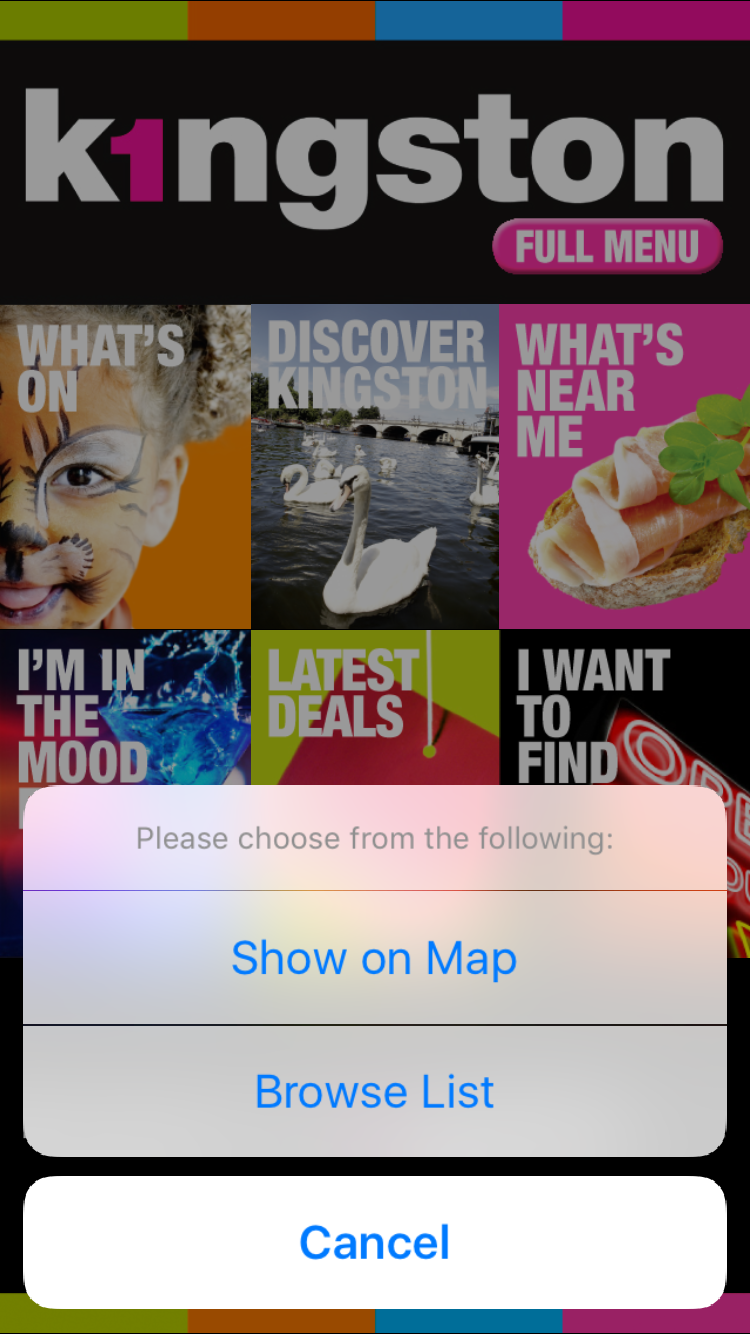 k1ngston
FULL MENU
WHAT'S
ON
DISCOVER
KINGSTON
WHAT'S
NEAR
ME
I'M IN
THE
MOOD
LATEST
DEALS
I WANT
TO
FIND
Please choose from the following:
Show on Map
Browse List
Cancel